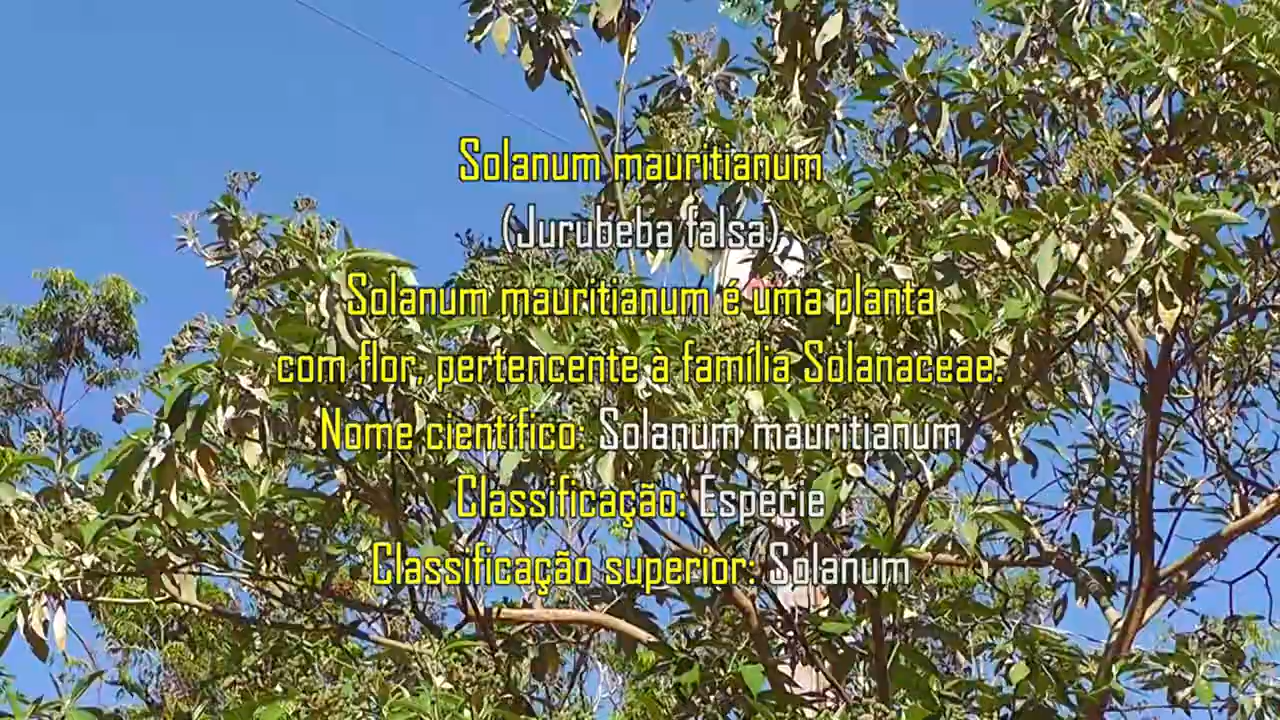 Solanum mauritianum
(Jurubeba falsa)
Solanum mauritianum é uma planta
com flor, pertencente a família Solanaceae.
Nome científico: Solanum mauritianum
Classificação: Espécie
Classificação superior: Solanum